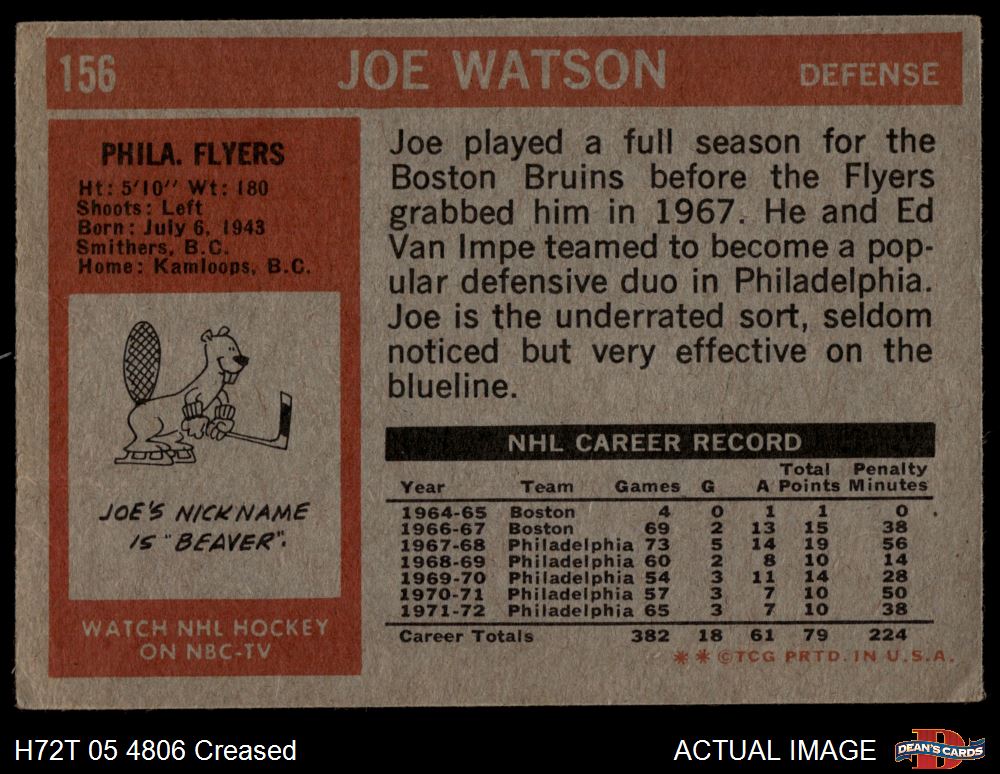 156 JOE WATSON DEFENSE
PHILA. FLYERS
Ht: 5'10" Wt: 180
Shoots: Left
Born: July 6, 1943
Smithers, B.C.
Home: Kamloops, B.C.
JOE'S NICKNAME
IS "BEAVER".
WATCH NHL HOCKEY
ON NBC-TV
Joe played a full season for the
Boston Bruins before the Flyers
grabbed him in 1967. He and Ed
Van Impe teamed to become a pop-
ular defensive duo in Philadelphia.
Joe is the underrated sort, seldom
noticed but very effective on the
blueline.
NHL CAREER RECORD
Total Penalty
Year Team Games G A Points Minutes
1964-65 Boston 4 0 1 1 0
1966-67 Boston 69 2 13 15 38
1967-68 Philadelphia 73 5 14 19 56
1968-69 Philadelphia 60 2 8 10 14
1969-70 Philadelphia 54 3 11 14 28
1970-71 Philadelphia 57 3 7 10 50
1971-72 Philadelphia 65 3 7 10 38
Career Totals 382 18 61 79 224
* * ©TCG PRTD. IN U.S.A.
H72T 05 4806 Creased ACTUAL IMAGE DEAN'S CARDS